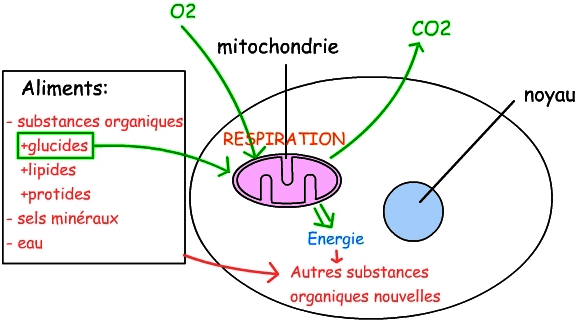 O2
CO2
mitochondrie
Aliments:
noyau
- substances organiques
+glucides
+lipides
+protides
- sels minéraux
- eau
RESPIRATION
Energie
Autres substances
organiques nouvelles